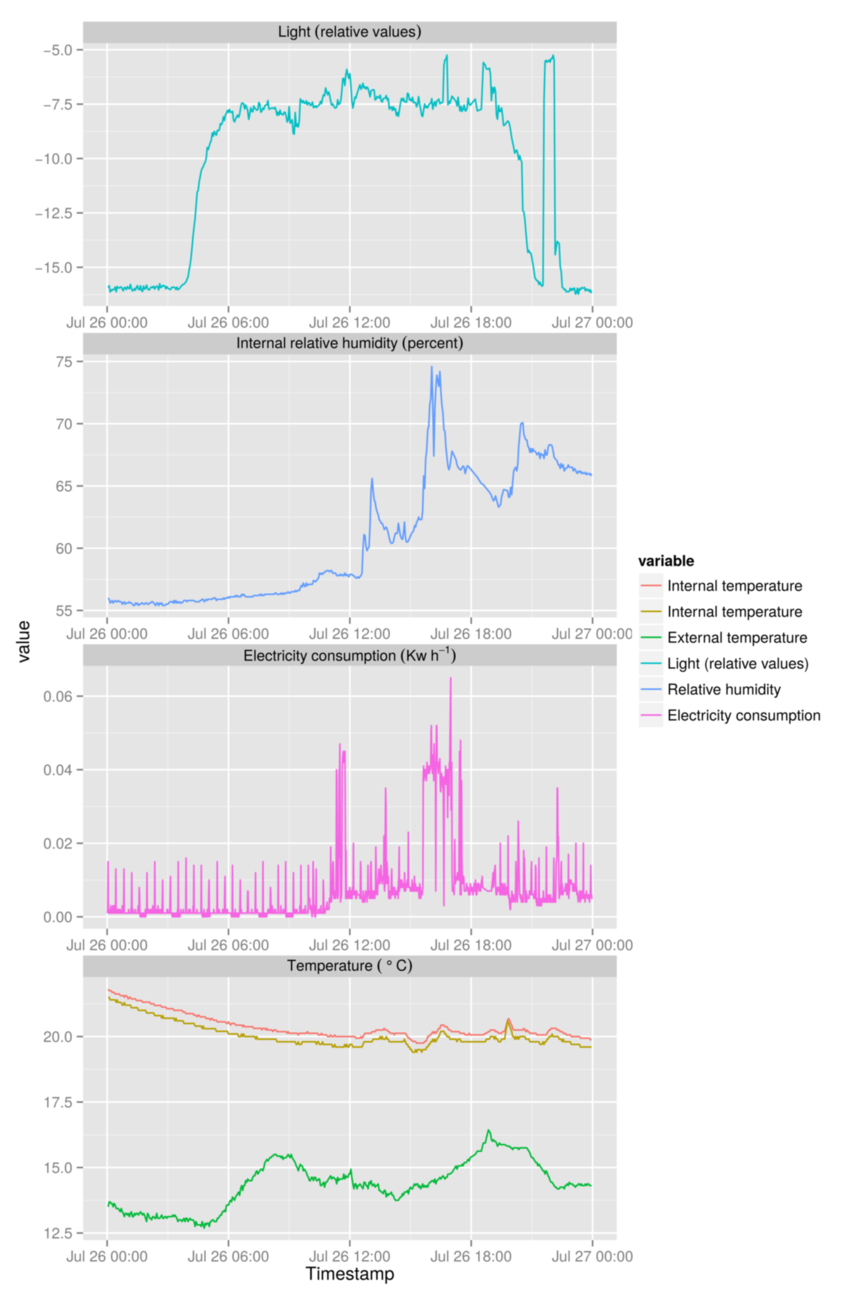 Light (relative values)
−5.0
−7.5
−10.0
−12.5
−15.0
Jul 26 00:00 Jul 26 06:00 Jul 26 12:00 Jul 26 18:00 Jul 27 00:00
Internal relative humidity (percent)
75
70
65
60
55
Jul 26 00:00 Jul 26 06:00 Jul 26 12:00 Jul 26 18:00 Jul 27 00:00
value
Electricity consumption (Kw h⁻¹)
0.06
0.04
0.02
0.00
Jul 26 00:00 Jul 26 06:00 Jul 26 12:00 Jul 26 18:00 Jul 27 00:00
Temperature ( ° C)
20.0
17.5
15.0
12.5
Jul 26 00:00 Jul 26 06:00 Jul 26 12:00 Jul 26 18:00 Jul 27 00:00
Timestamp
variable
Internal temperature
Internal temperature
External temperature
Light (relative values)
Relative humidity
Electricity consumption